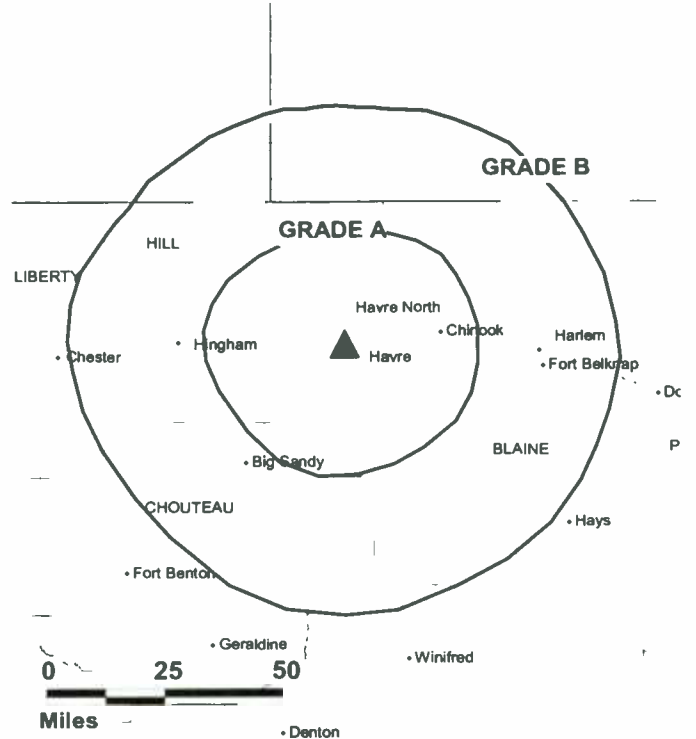 GRADE B
GRADE A
HILL
LIBERTY
Havre North
Chinook
Harlem
Hingham
Chester
Havre
Fort Belknap
Do
P
BLAINE
Big Sandy
CHOUTEAU
Hays
Fort Benton
Geraldine
Winifred
0 25 50
Miles
Denton